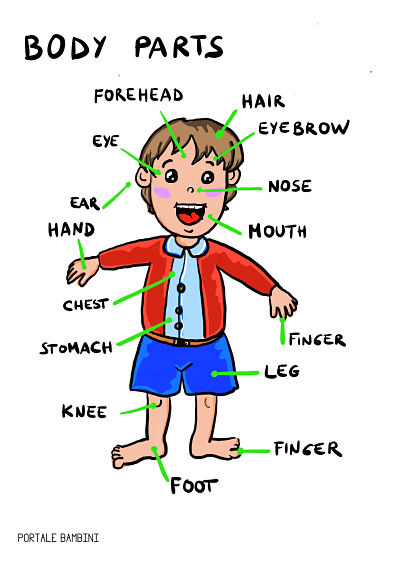 BODY PARTS
FOREHEAD
HAIR
EYE
EYEBROW
EAR
NOSE
HAND
MOUTH
CHEST
STOMACH
FINGER
LEG
KNEE
FINGER
FOOT
PORTALE BAMBINI